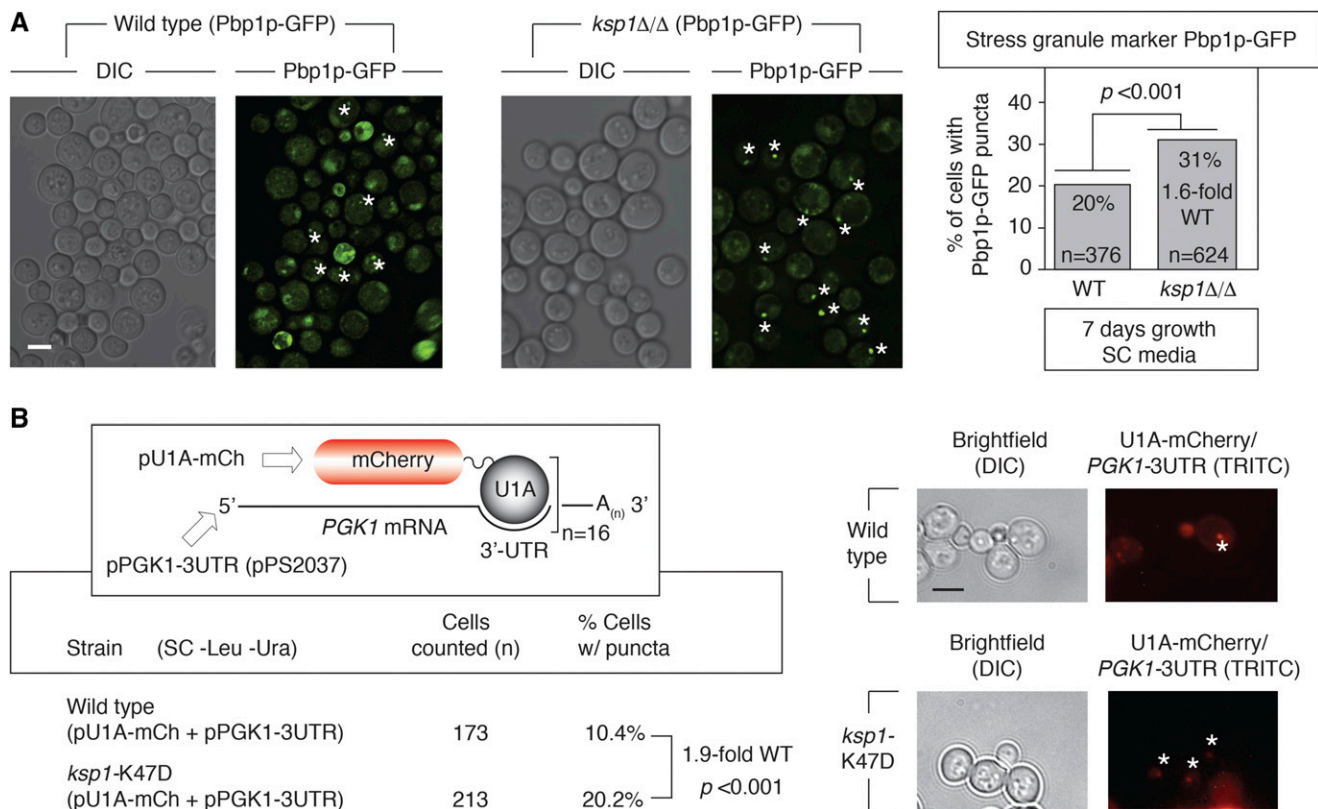 A
Wild type (Pbp1p-GFP)
DIC
Pbp1p-GFP
* * * * * * *
ksp1Δ/Δ (Pbp1p-GFP)
DIC
Pbp1p-GFP
* * * * * * * * * * *
Stress granule marker Pbp1p-GFP
% of cells with
Pbp1p-GFP puncta
40
30
20
10
0
p <0.001
20%
n=376
31%
1.6-fold
WT
n=624
WT
ksp1Δ/Δ
7 days growth
SC media
B
pU1A-mCh
mCherry
U1A
5’
A(n) 3’
PGK1 mRNA
n=16
3’-UTR
pPGK1-3UTR (pPS2037)
Strain (SC -Leu -Ura)
Cells
counted (n)
% Cells
w/ puncta
Wild type
(pU1A-mCh + pPGK1-3UTR) 173 10.4%
ksp1-K47D
(pU1A-mCh + pPGK1-3UTR) 213 20.2%
1.9-fold WT
p <0.001
Brightfield
(DIC)
U1A-mCherry/
PGK1-3UTR (TRITC)
Wild
type
*
Brightfield
(DIC)
U1A-mCherry/
PGK1-3UTR (TRITC)
ksp1-
K47D
* * *